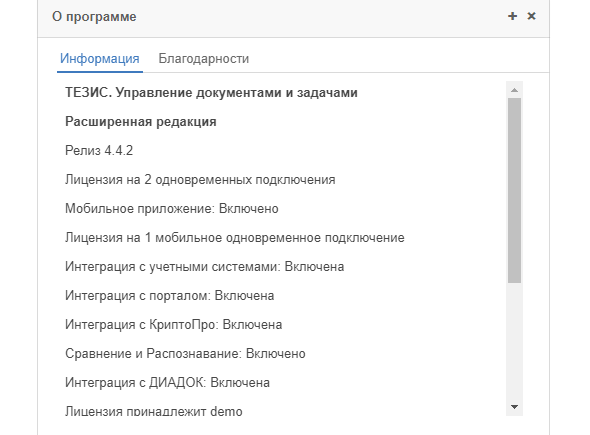 О программе
Информация Благодарности
ТЕЗИС. Управление документами и задачами
Расширенная редакция
Релиз 4.4.2
Лицензия на 2 одновременных подключения
Мобильное приложение: Включено
Лицензия на 1 мобильное одновременное подключение
Интеграция с учетными системами: Включена
Интеграция с порталом: Включена
Интеграция с КриптоПро: Включена
Сравнение и Распознавание: Включено
Интеграция с ДИАДОК: Включена
Лицензия принадлежит demo